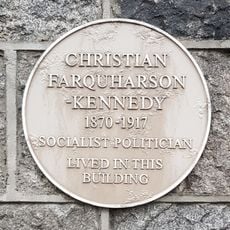 CHRISTIAN
FARQUHARSON
-KENNEDY
1870-1917
SOCIALIST POLITICIAN
LIVED IN THIS
BUILDING